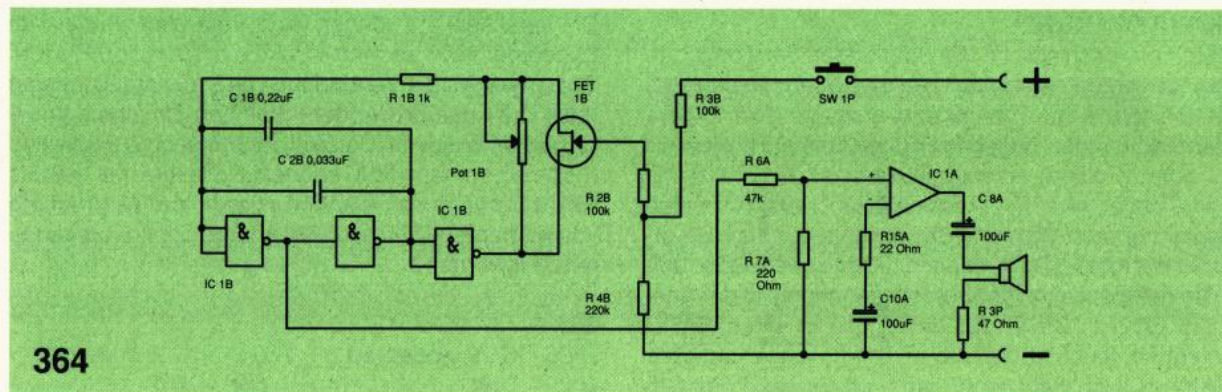 C 1B 0,22uF
R 1B 1k
FET
1B
R 3B
100k
SW 1P
+
C 2B 0,033uF
Pot 1B
R 2B
100k
R 6A
47k
+
-
IC 1A
C 8A
+
100uF
&
&
IC 1B
&
IC 1B
R15A
22 Ohm
R 7A
220
Ohm
R 4B
220k
C10A
+
100uF
R 3P
47 Ohm
−
364